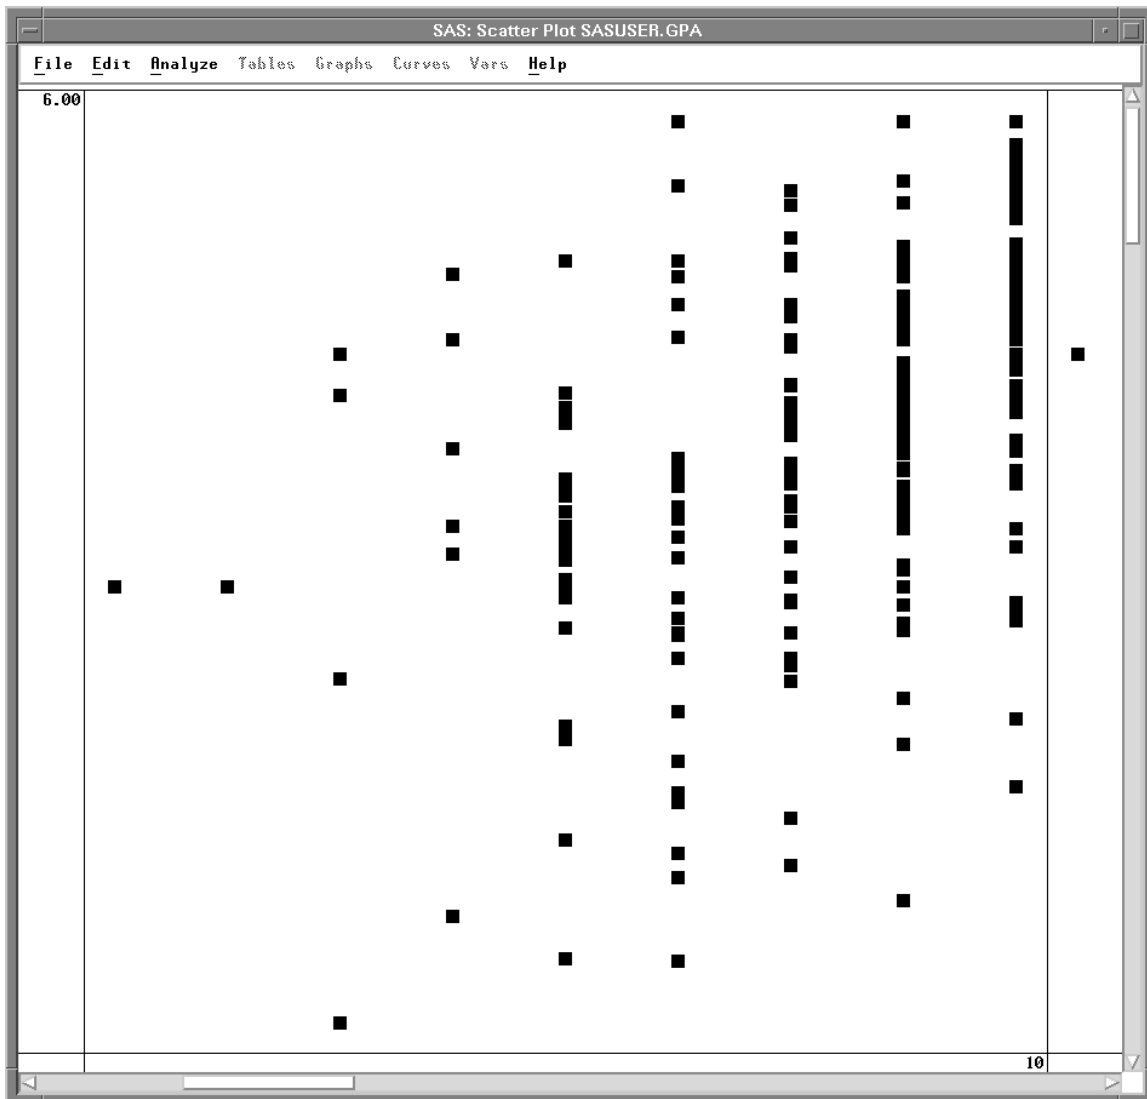 SAS: Scatter Plot SASUSER.GPA
File Edit Analyze Tables Graphs Curves Vars Help
6.00
10